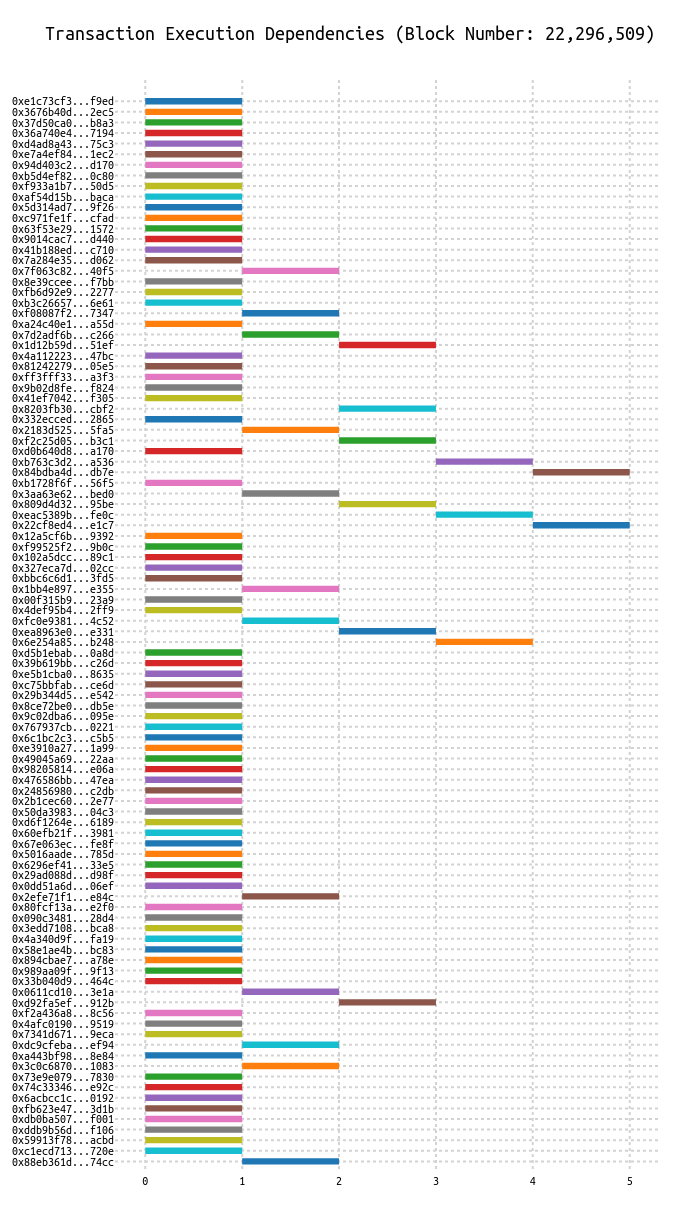 Transaction Execution Dependencies (Block Number: 22,296,509)
0xe1c73cf3...f9ed
0x3676b40d...2ec5
0x37d50ca0...b8a3
0x36a740e4...7194
0xd4ad8a43...75c3
0xe7a4ef84...1ec2
0x94d403c2...d170
0xb5d4ef82...0c80
0xf933a1b7...50d5
0xaf54d15b...baca
0x5d314ad7...9f26
0xc971fe1f...cfad
0x63f53e29...1572
0x9014cac7...d440
0x41b188ed...c710
0x7a284e35...d062
0x7f063c82...40f5
0x8e39ccee...f7bb
0xfb6d92e9...2277
0xb3c26657...6e61
0xf08087f2...7347
0xa24c40e1...a55d
0x7d2adf6b...c266
0x1d12b59d...51ef
0x4a112223...47bc
0x81242279...05e5
0xff3fff33...a3f3
0x9b02d8fe...f824
0x41ef7042...f305
0x8203fb30...cbf2
0x332ecced...2865
0x2183d525...5fa5
0xf2c25d05...b3c1
0xd0b640d8...a170
0xb763c3d2...a536
0x84bdba4d...db7e
0xb1728f6f...56f5
0x3aa63e62...bed0
0x809d4d32...95be
0xeac5389b...fe0c
0x22cf8ed4...e1c7
0x12a5cf6b...9392
0xf99525f2...9b0c
0x102a5dcc...89c1
0x327eca7d...02cc
0xbbc6c6d1...3fd5
0x1bb4e897...e355
0x00f315b9...23a9
0x4def95b4...2ff9
0xfc0e9381...4c52
0xea8963e0...e331
0x6e254a85...b248
0xd5b1ebab...0a8d
0x39b619bb...c26d
0xe5b1cba0...8635
0xc75bbfab...ce6d
0x29b344d5...e542
0x8ce72be0...db5e
0x9c02dba6...095e
0x767937cb...0221
0x6c1bc2c3...c5b5
0xe3910a27...1a99
0x49045a69...22aa
0x98205814...e06a
0x476586bb...47ea
0x24856980...c2db
0x2b1cec60...2e77
0x50da3983...04c3
0xd6f1264e...6189
0x60efb21f...3981
0x67e063ec...fe8f
0x5016aade...785d
0x6296ef41...33e5
0x29ad088d...d98f
0x0dd51a6d...06ef
0x2efe71f1...e84c
0x80fcf13a...e2f0
0x090c3481...28d4
0x3edd7108...bca8
0x4a340d9f...fa19
0x58e1ae4b...bc83
0x894cbae7...a78e
0x989aa09f...9f13
0x33b040d9...464c
0x0611cd10...3e1a
0xd92fa5ef...912b
0xf2a436a8...8c56
0x4afc0190...9519
0x7341d671...9eca
0xdc9cfeba...ef94
0xa443bf98...8e84
0x3c0c6870...1083
0x73e9e079...7830
0x74c33346...e92c
0x6acbcc1c...0192
0xfb623e47...3d1b
0xdb0ba507...f001
0xddb9b56d...f106
0x59913f78...acbd
0xc1ecd713...720e
0x88eb361d...74cc
0 1 2 3 4 5